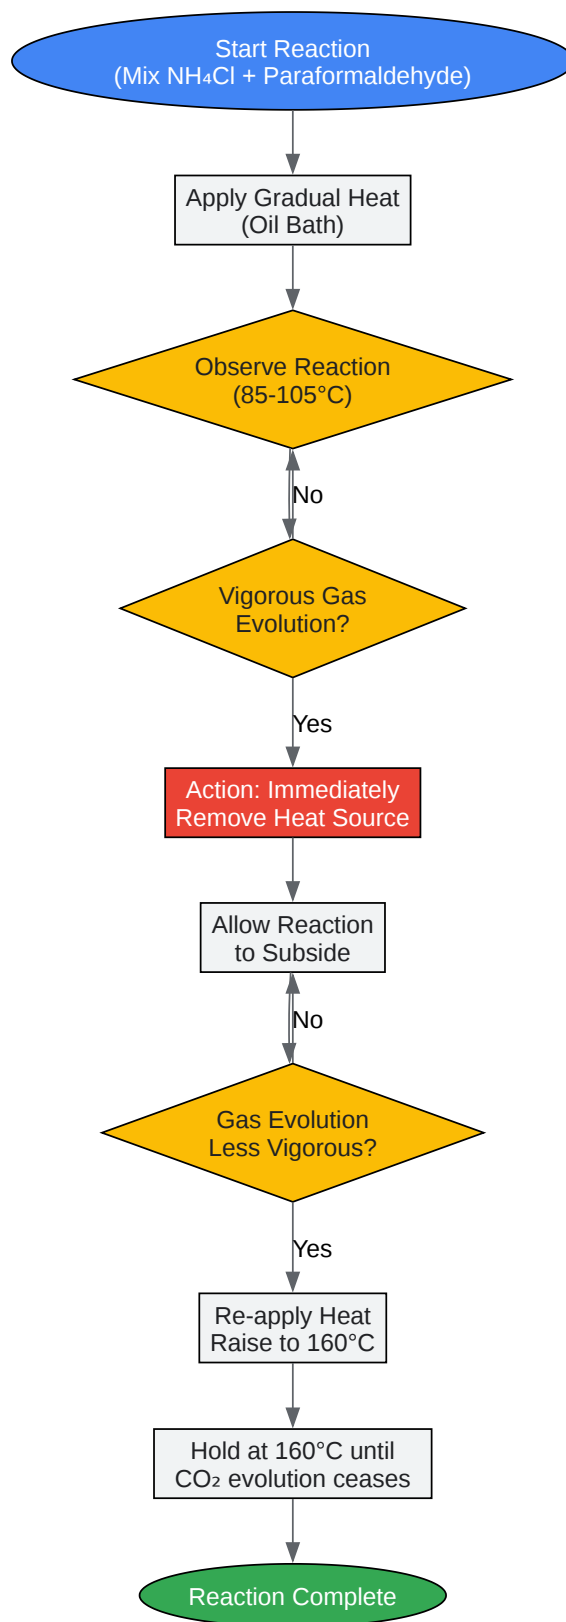 Start Reaction
(Mix NH₄Cl + Paraformaldehyde)
Apply Gradual Heat
(Oil Bath)
Observe Reaction
(85-105°C)
No
Vigorous Gas
Evolution?
Yes
Action: Immediately
Remove Heat Source
Allow Reaction
to Subside
No
Gas Evolution
Less Vigorous?
Yes
Re-apply Heat
Raise to 160°C
Hold at 160°C until
CO₂ evolution ceases
Reaction Complete